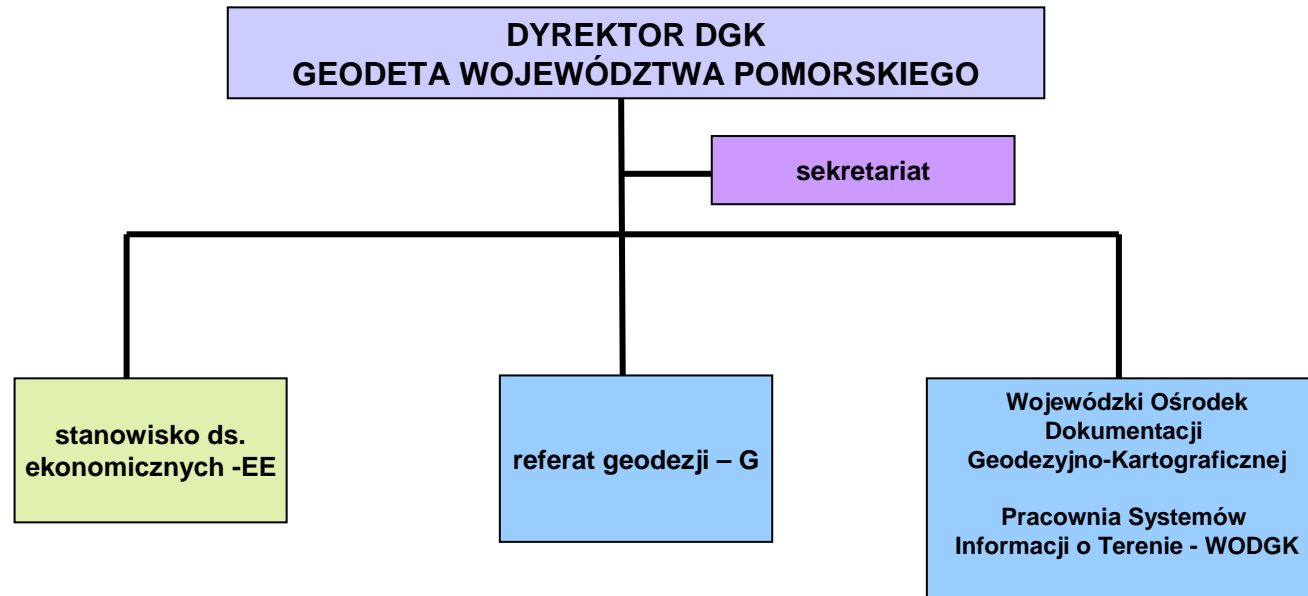 DYREKTOR DGK
GEODETA WOJEWÓDZTWA POMORSKIEGO
sekretariat
stanowisko ds.
ekonomicznych -EE
referat geodezji – G
Wojewódzki Ośrodek
Dokumentacji
Geodezyjno-Kartograficznej
Pracownia Systemów
Informacji o Terenie - WODGK